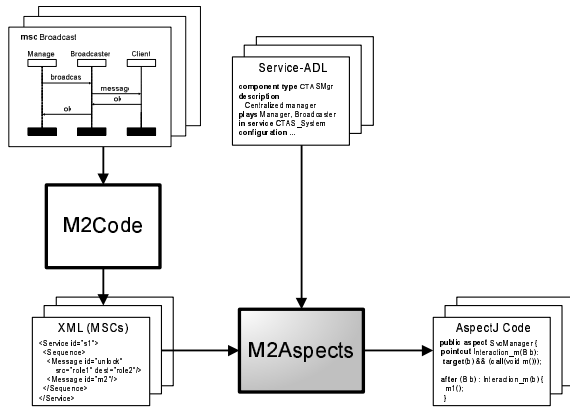 msc Broadcast
Manage Broadcaster Client
broadcas
messag
ok
ok
M2Code
Service-ADL
component type CTASMgr
description
Centralized manager
plays Manager, Broadcaster
in service CTAS_System
configuration ...
XML (MSCs)
<Service id="s1">
<Sequence>
<Message id="unlock"
src="role1" dest="role2"/>
<Message id="m2"/>
</Sequence>
</Service>
M2Aspects
AspectJ Code
public aspect SvcManager {
pointcut Interaction_m(B b):
target(b) && (call(void m()));
after (B b) : Interaction_m(b) {
m1();
}